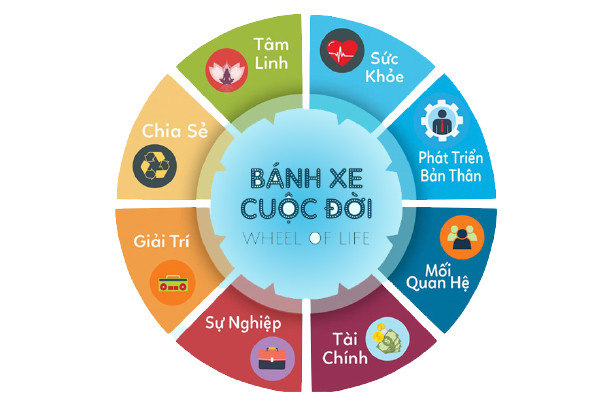 Tâm
Linh
Sức
Khỏe
Chia Sẻ
Phát Triển
Bản Thân
BÁNH XE
CUỘC ĐỜI
WHEEL OF LIFE
Giải Trí
Mối
Quan Hệ
Sự Nghiệp
Tài
Chính